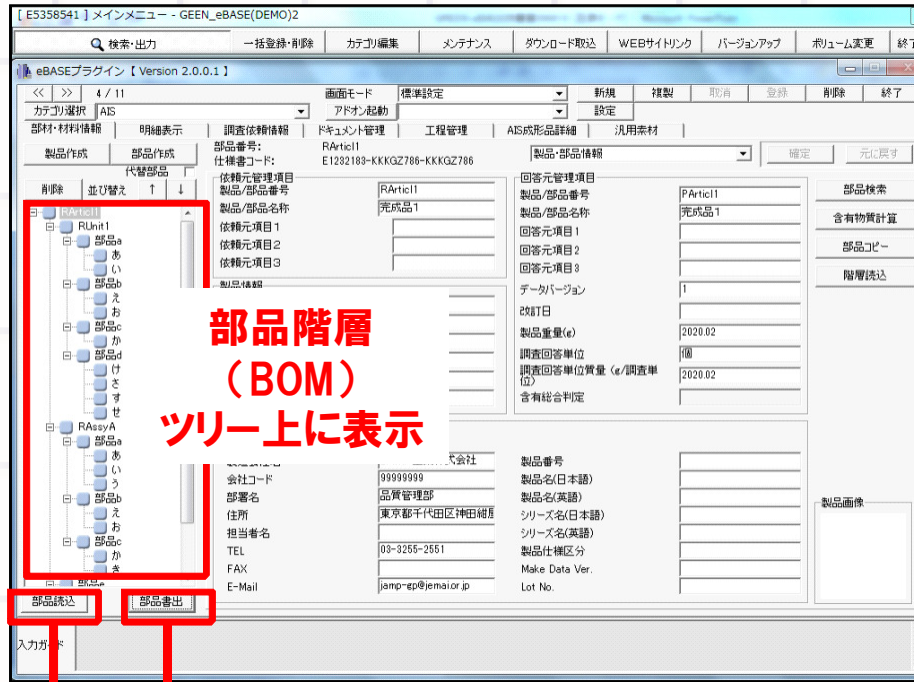 [ E5358541 ] メインメニュー - GEEN_eBASE(DEMO)2
検索・出力 一括登録・削除 カテゴリ編集 メンテナンス ダウンロード取込 WEBサイトリンク バージョンアップ ボリューム変更 終了
eBASEプラグイン【 Version 2.0.0.1 】
<< >> 4 / 11 画面モード 標準設定 新規 複製 取消 登録 削除 終了
カテゴリ選択 AIS アドオン起動 設定
部材・材料情報 明細表示 調査依頼情報 ドキュメント管理 工程管理 AIS成形品詳細 汎用素材
製品作成 部品作成 部品番号: RArticl1 製品・部品情報 確定 元に戻す
仕様書コード: E1232183-KKKGZ786-KKKGZ786
代替部品
削除 並び替え ↑ ↓
依頼元管理項目
製品/部品番号 RArticl1
製品/部品名称 完成品1
依頼元項目1
依頼元項目2
依頼元項目3
製品情報
回答元管理項目
製品/部品番号 PArticl1
製品/部品名称 完成品1
回答元項目1
回答元項目2
回答元項目3
データバージョン 1
改訂日
製品重量(g) 2020.02
調査回答単位 個
調査回答単位質量(g/調査単位) 2020.02
含有総合判定
部品検索
含有物質計算
部品コピー
階層読込
RArticl1
RUnit1
部品a
あ
い
部品b
え
お
部品c
か
部品d
け
さ
す
せ
RAssyA
部品a
あ
い
う
部品b
え
お
部品c
か
き
部品階層
（BOM）
ツリー上に表示
式会社
会社コード 99999999
部署名 品質管理部
住所 東京都千代田区神田紺屋
担当者名
TEL 03-3255-2551
FAX
E-Mail jamp-gp@jemai.or.jp
製品番号
製品名(日本語)
製品名(英語)
シリーズ名(日本語)
シリーズ名(英語)
製品仕様区分
Make Data Ver.
Lot No.
製品画像
部品読込 部品書出
入力ガイド